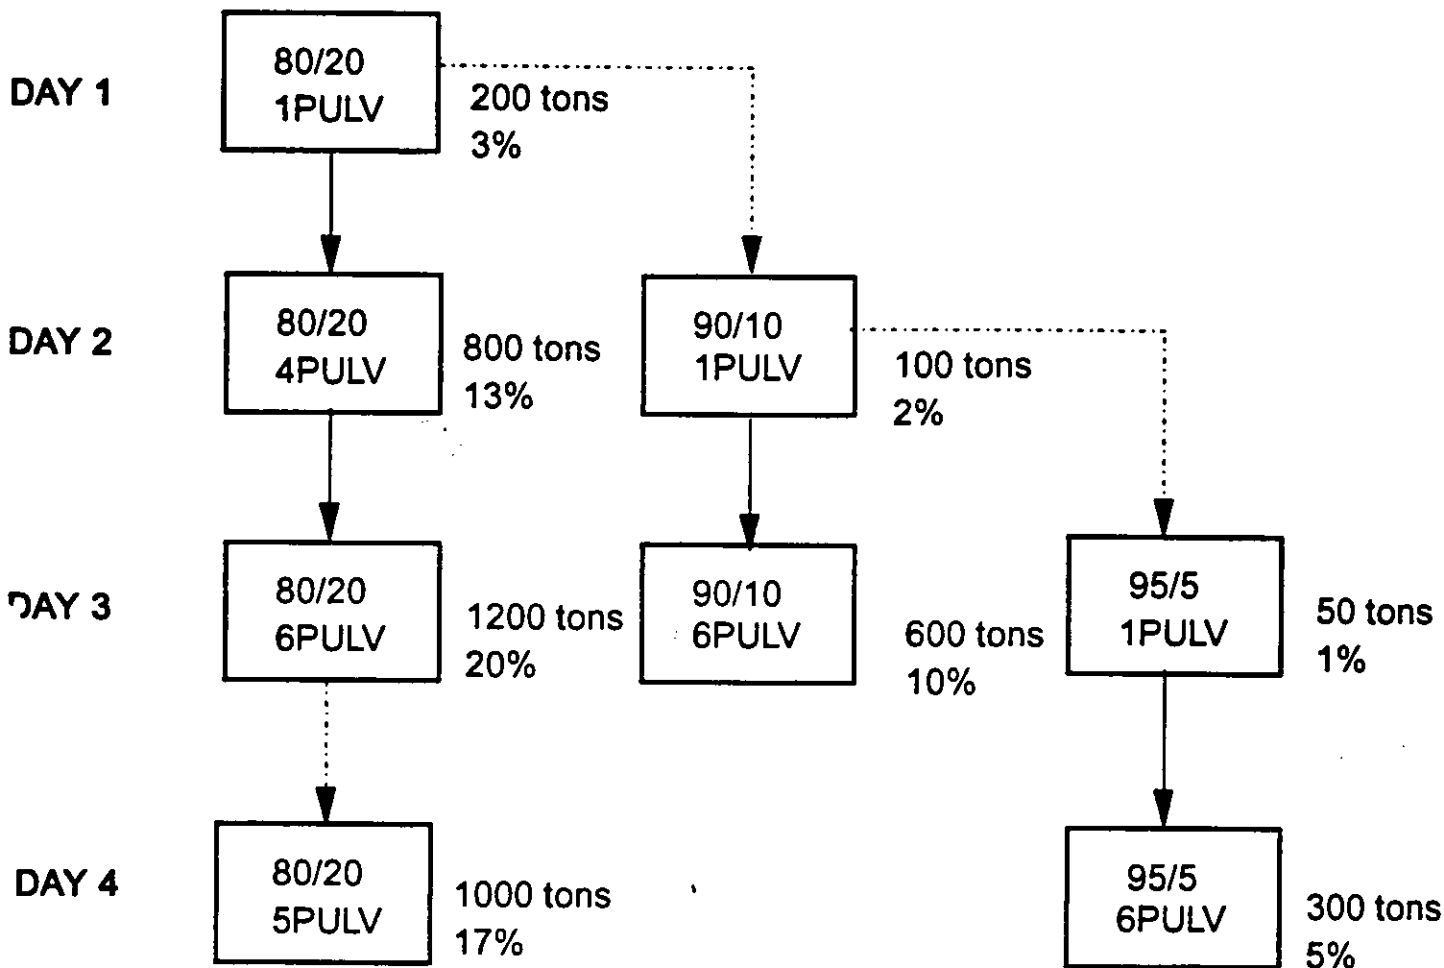 DAY 1
80/20
1PULV
200 tons
3%
DAY 2
80/20
4PULV
800 tons
13%
90/10
1PULV
100 tons
2%
DAY 3
80/20
6PULV
1200 tons
20%
90/10
6PULV
600 tons
10%
95/5
1PULV
50 tons
1%
DAY 4
80/20
5PULV
1000 tons
17%
95/5
6PULV
300 tons
5%